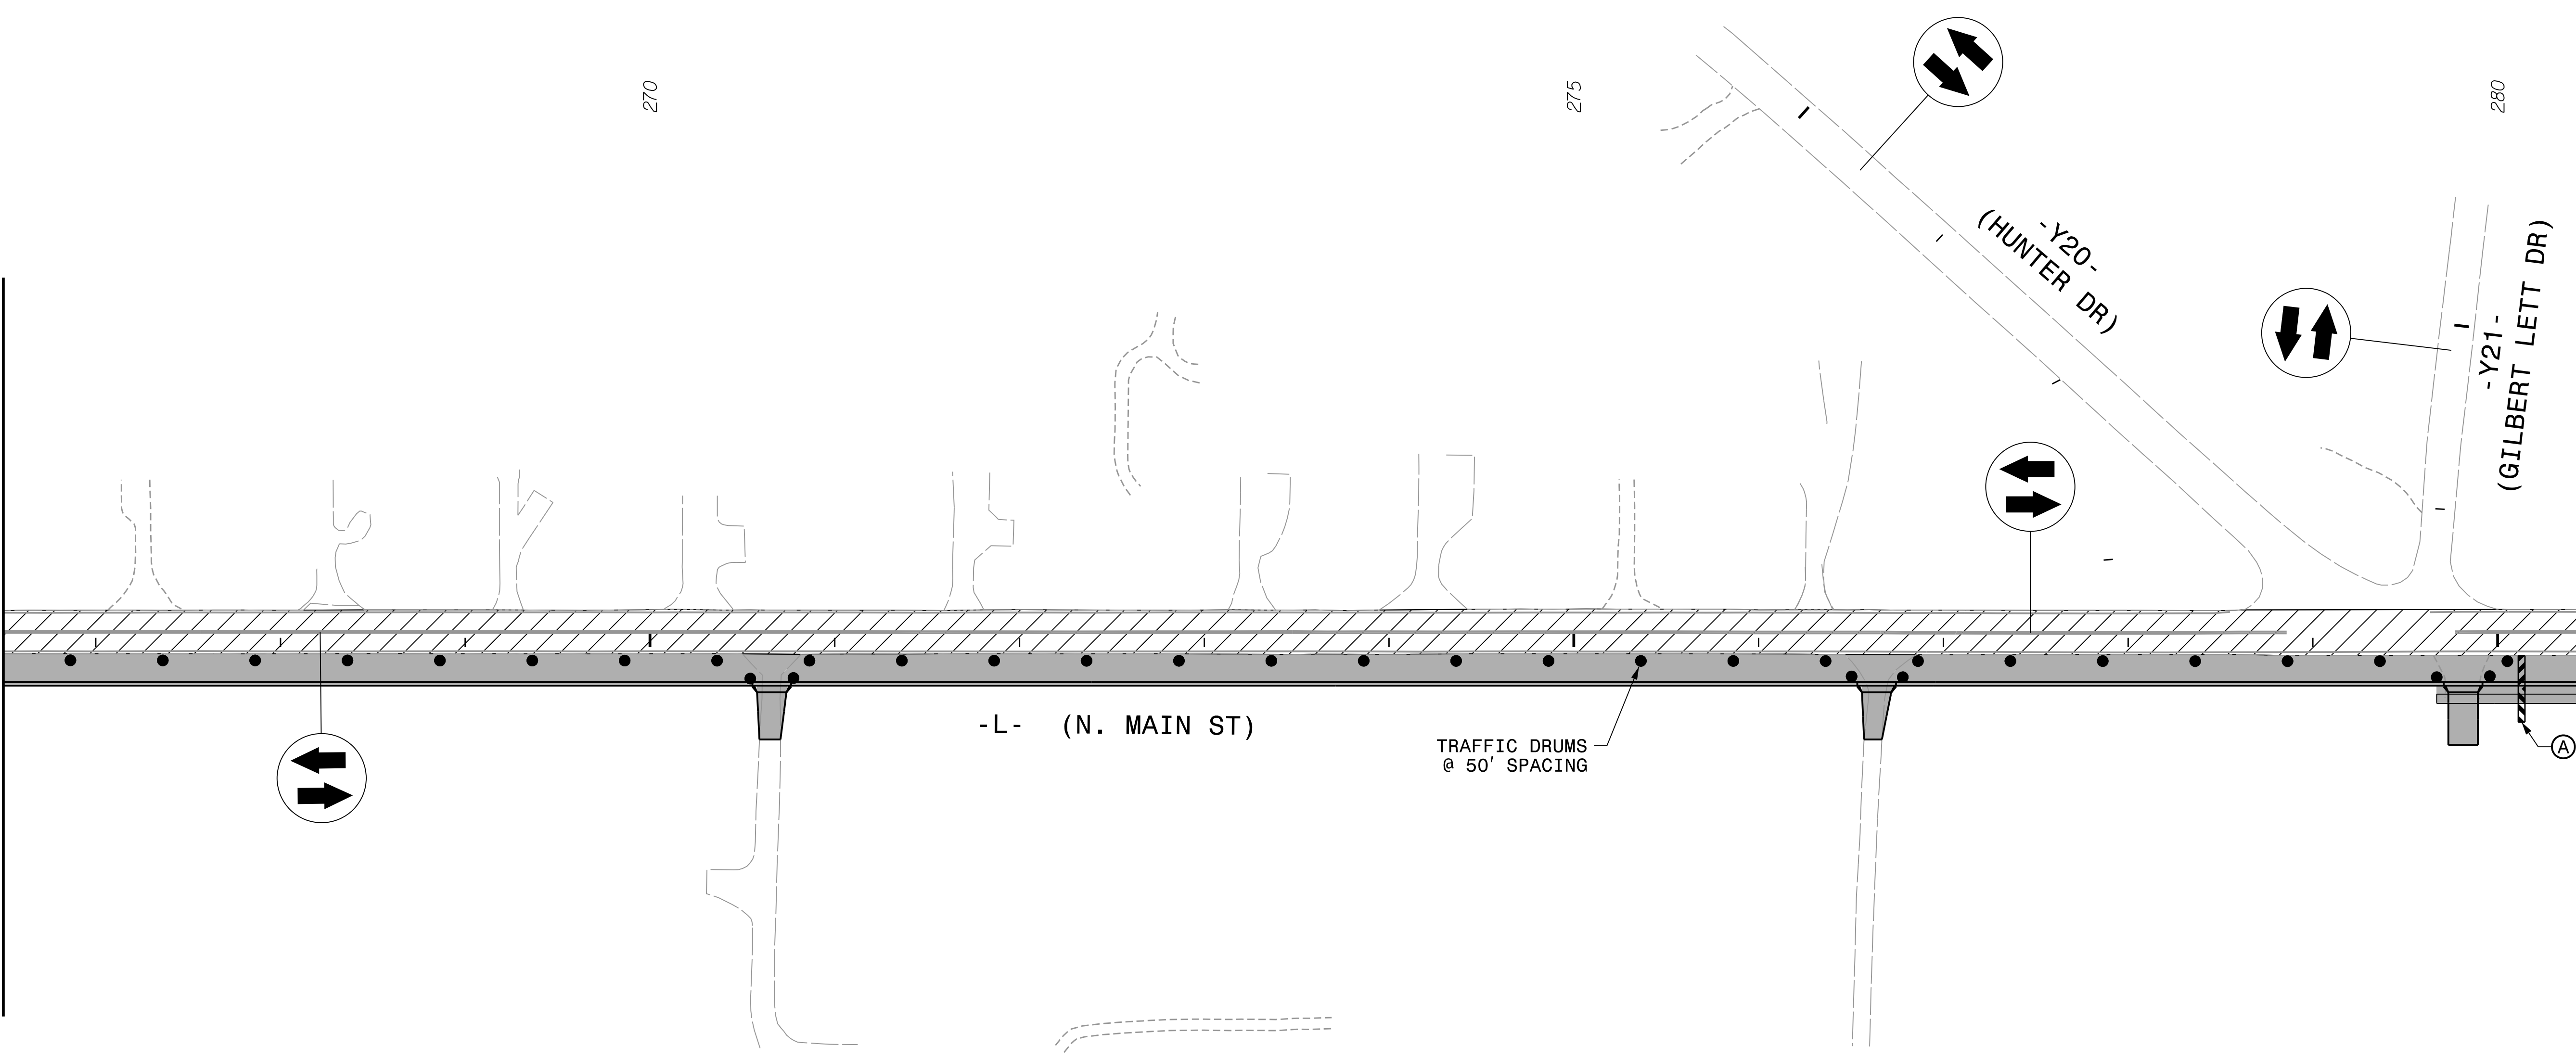 270
275
280
-Y20-
(HUNTER DR)
-Y21-
(GILBERT LETT DR)
-L- (N. MAIN ST)
TRAFFIC DRUMS
@ 50' SPACING
A